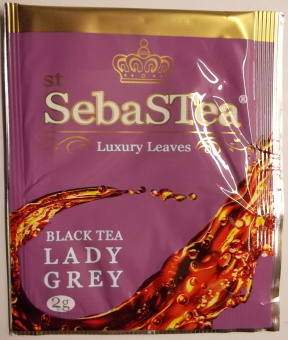 st
SebaSTea®
Luxury Leaves
BLACK TEA
LADY
GREY
2g